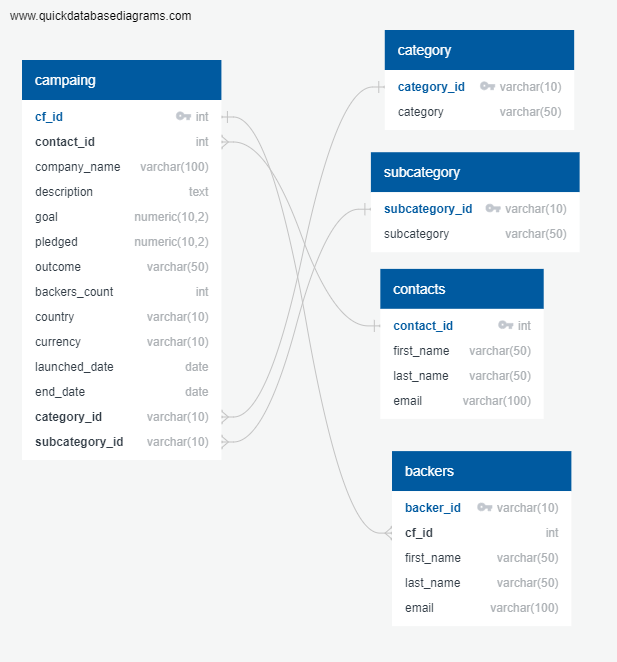 www.quickdatabasediagrams.com
campaing
cf_id int
contact_id int
company_name varchar(100)
description text
goal numeric(10,2)
pledged numeric(10,2)
outcome varchar(50)
backers_count int
country varchar(10)
currency varchar(10)
launched_date date
end_date date
category_id varchar(10)
subcategory_id varchar(10)
category
category_id varchar(10)
category varchar(50)
subcategory
subcategory_id varchar(10)
subcategory varchar(50)
contacts
contact_id int
first_name varchar(50)
last_name varchar(50)
email varchar(100)
backers
backer_id varchar(10)
cf_id int
first_name varchar(50)
last_name varchar(50)
email varchar(100)